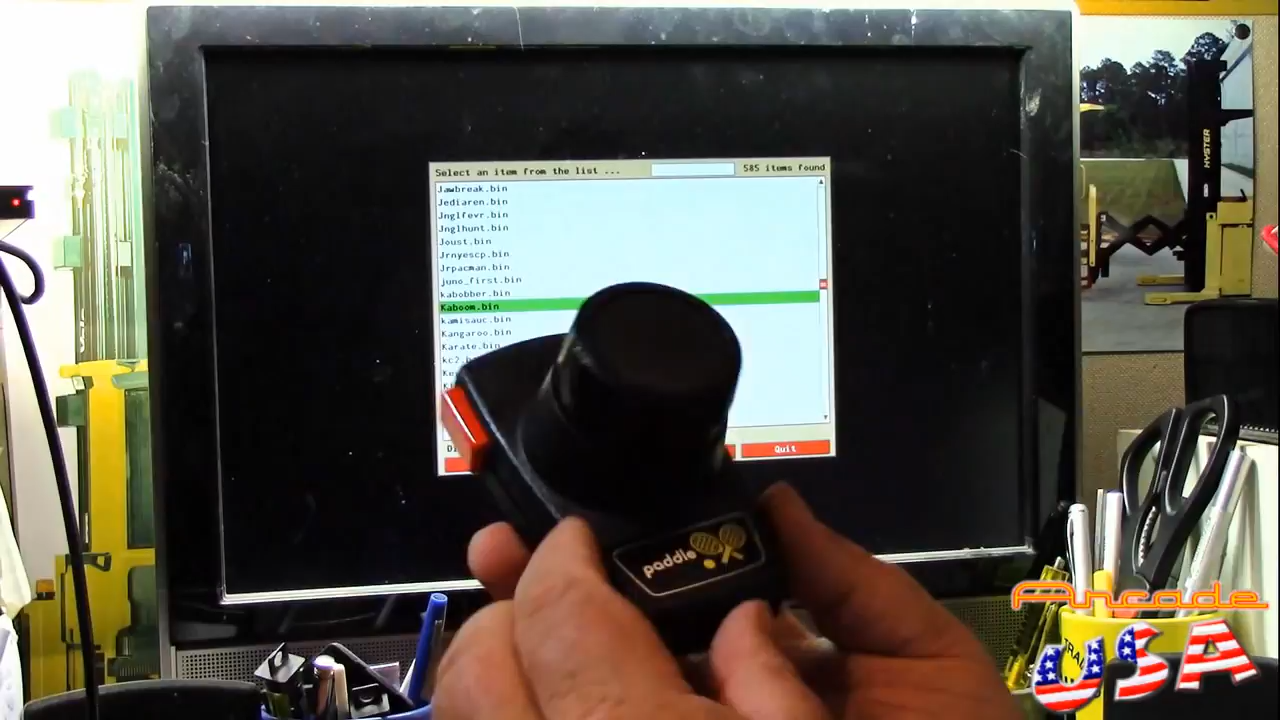 Select an item from the list ...
585 items found
Jawbreak.bin
Jediaren.bin
Jnglfevr.bin
Jnglhunt.bin
Joust.bin
Jrnyescp.bin
Jrpacman.bin
juno_first.bin
kabobber.bin
Kaboom.bin
kamisauc.bin
Kangaroo.bin
Karate.bin
Quit
paddle
HYSTER
Arcade
USA